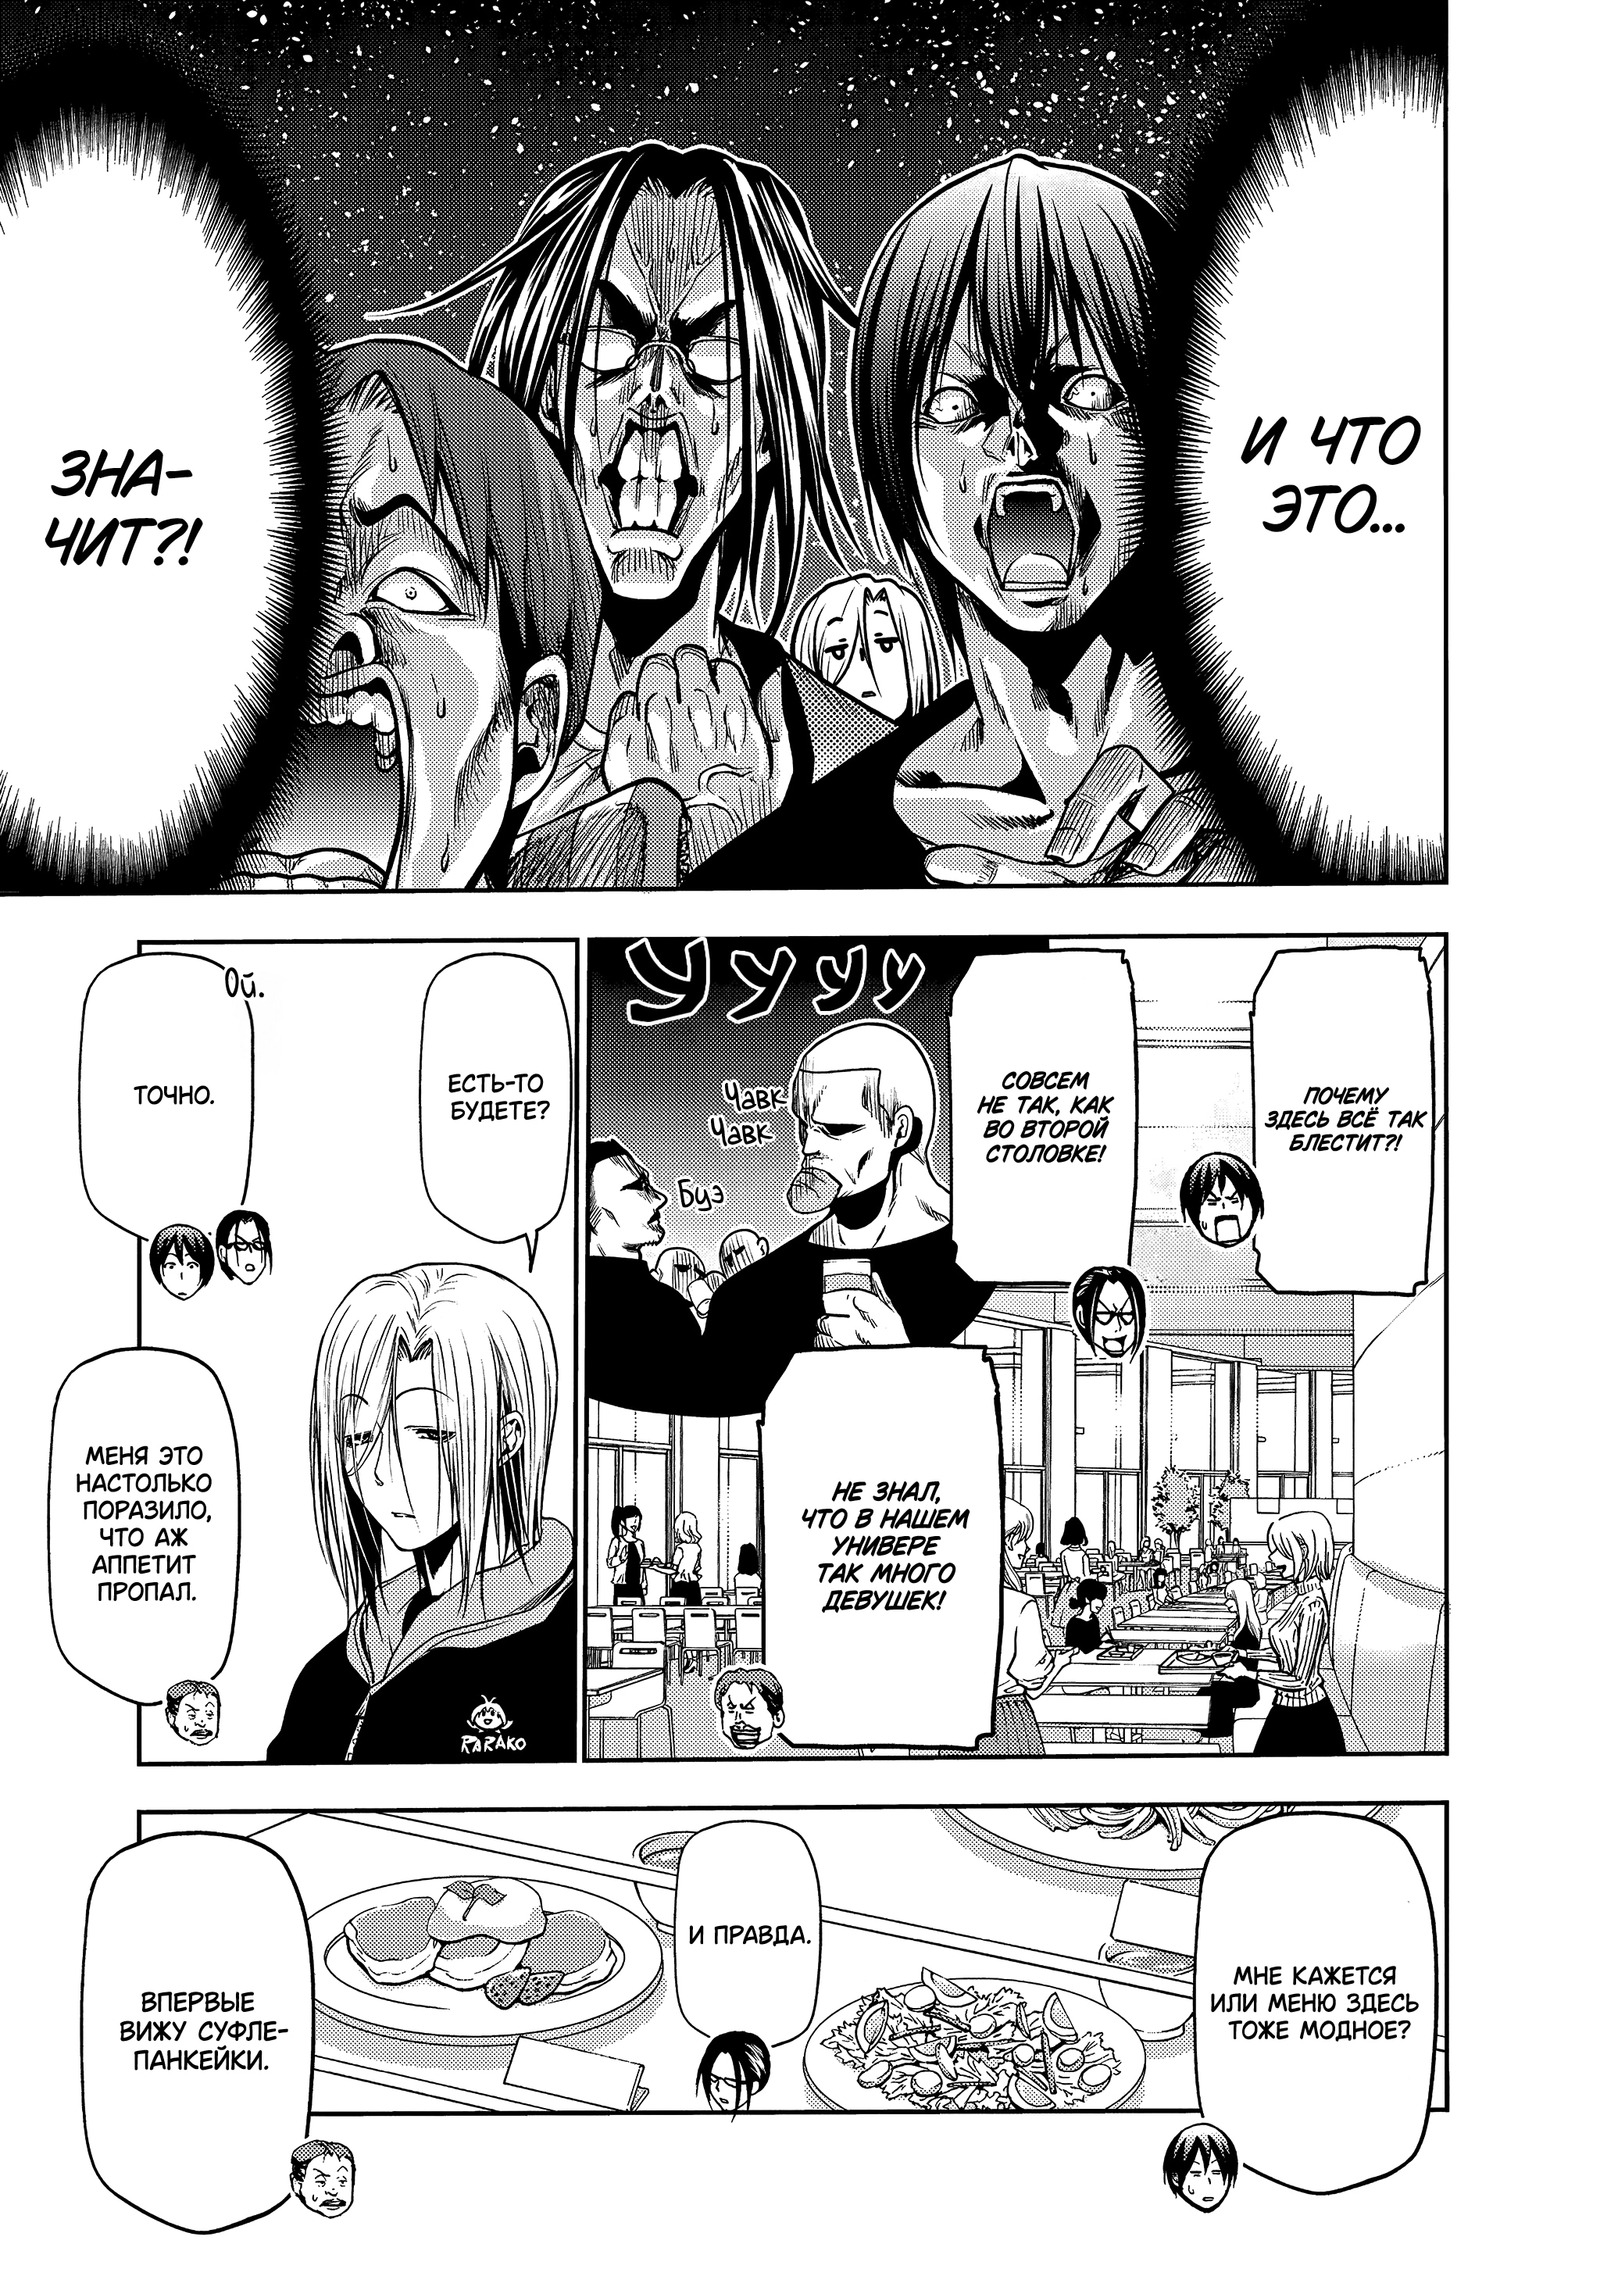 И ЧТО
ЭТО...
ЗНА-
ЧИТ?!
ПОЧЕМУ
ЗДЕСЬ ВСЁ ТАК
БЛЕСТИТ?!
СОВСЕМ
НЕ ТАК, КАК
ВО ВТОРОЙ
СТОЛОВКЕ!
УУУУ
Чавк
Чавк
Буэ
НЕ ЗНАЛ,
ЧТО В НАШЕМ
УНИВЕРЕ
ТАК МНОГО
ДЕВУШЕК!
ЕСТЬ-ТО
БУДЕТЕ?
Ой.
ТОЧНО.
МЕНЯ ЭТО
НАСТОЛЬКО
ПОРАЗИЛО,
ЧТО АЖ
АППЕТИТ
ПРОПАЛ.
RARAKO
МНЕ КАЖЕТСЯ
ИЛИ МЕНЮ ЗДЕСЬ
ТОЖЕ МОДНОЕ?
И ПРАВДА.
ВПЕРВЫЕ
ВИЖУ СУФЛЕ-
ПАНКЕЙКИ.